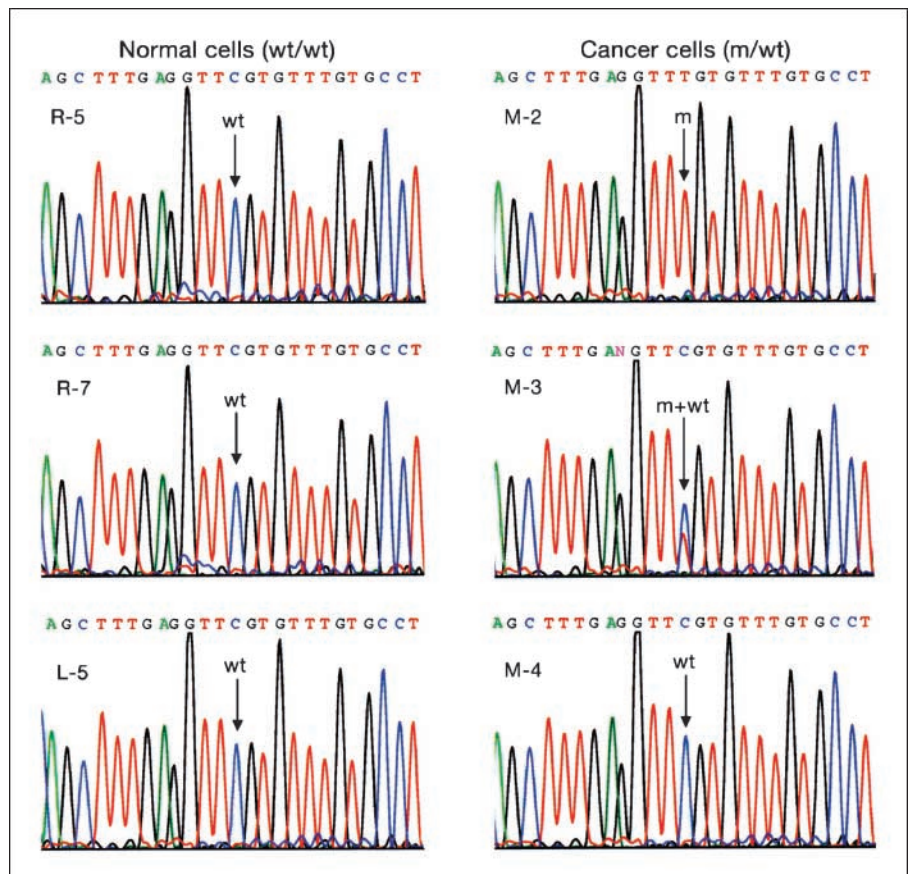 Normal cells (wt/wt)
AGCTTTGAGGTTCGTGTTTGTGCCT
R-5
wt
AGCTTTGAGGTTCGTGTTTGTGCCT
R-7
wt
AGCTTTGAGGTTCGTGTTTGTGCCT
L-5
wt
Cancer cells (m/wt)
AGCTTTGAGGTTTGTGTTTGTGCCT
M-2
m
AGCTTTGANGTTCGTGTTTGTGCCT
M-3
m+wt
AGCTTTGAGGTTCGTGTTTGTGCCT
M-4
wt